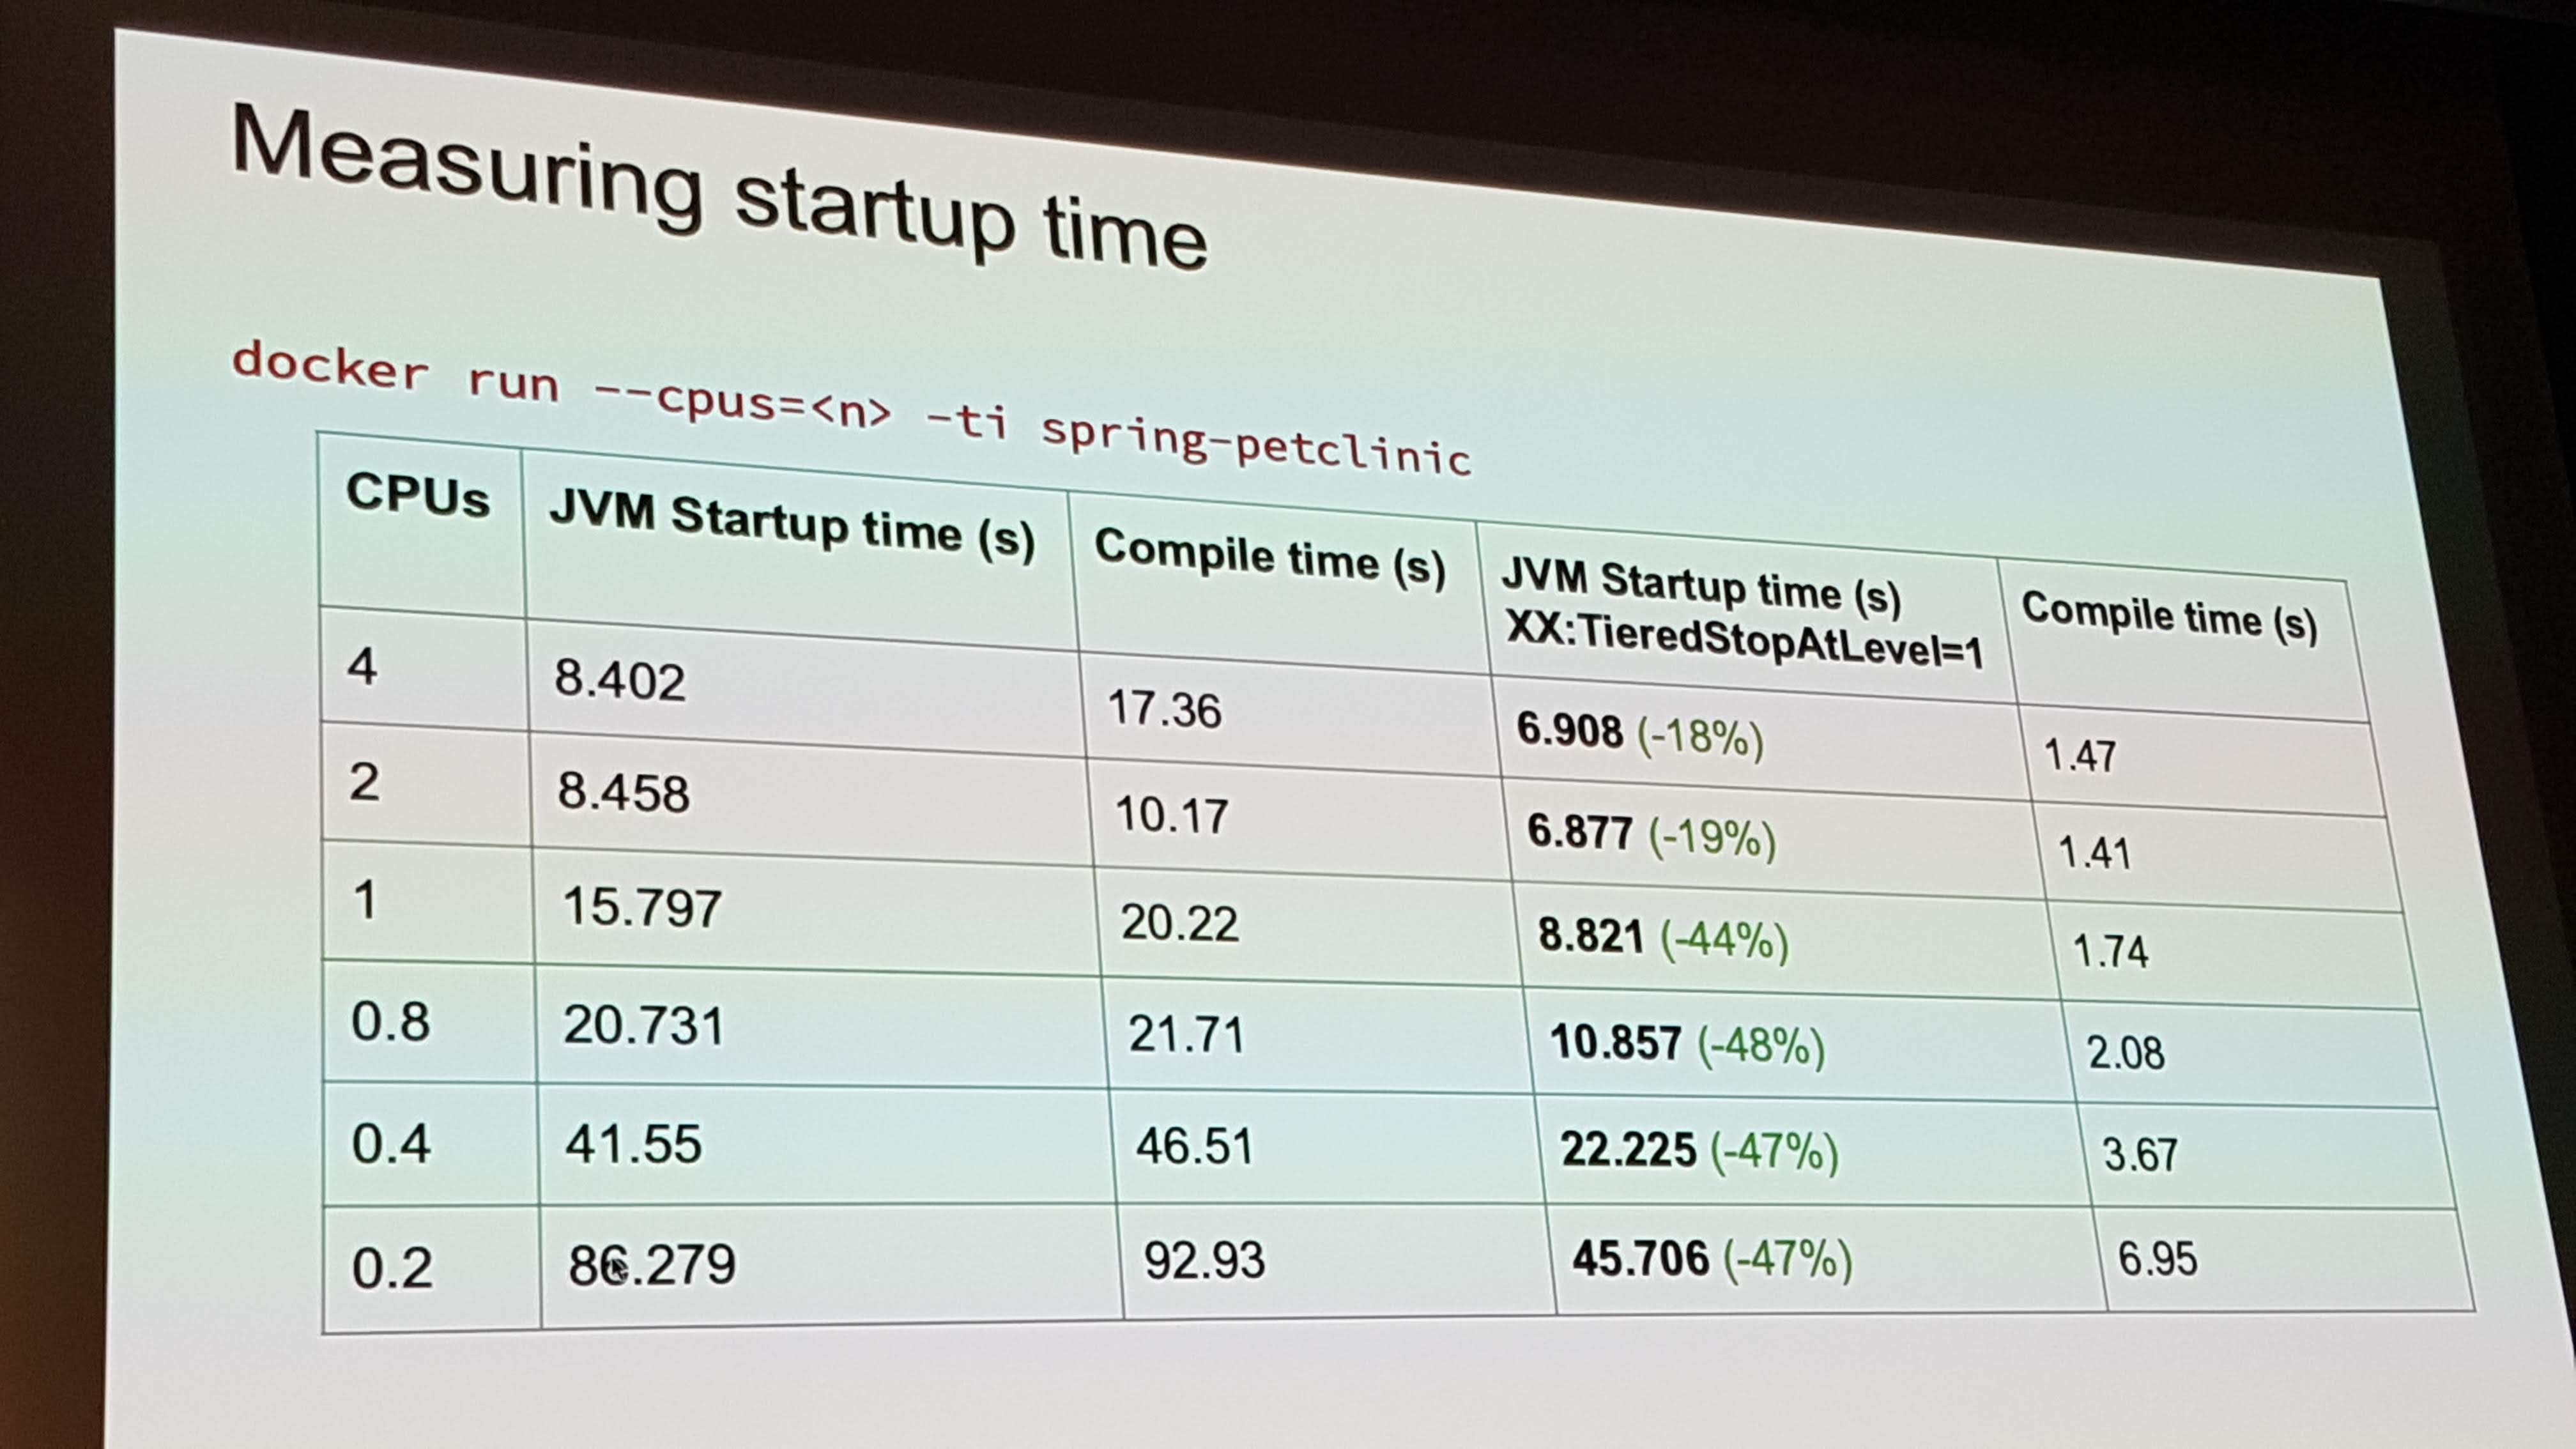 Measuring startup time
docker run --cpus=<n> -ti spring-petclinic
CPUs JVM Startup time (s) Compile time (s) JVM Startup time (s) XX:TieredStopAtLevel=1 Compile time (s)
4 8.402 17.36 6.908 (-18%) 1.47
2 8.458 10.17 6.877 (-19%) 1.41
1 15.797 20.22 8.821 (-44%) 1.74
0.8 20.731 21.71 10.857 (-48%) 2.08
0.4 41.55 46.51 22.225 (-47%) 3.67
0.2 86.279 92.93 45.706 (-47%) 6.95